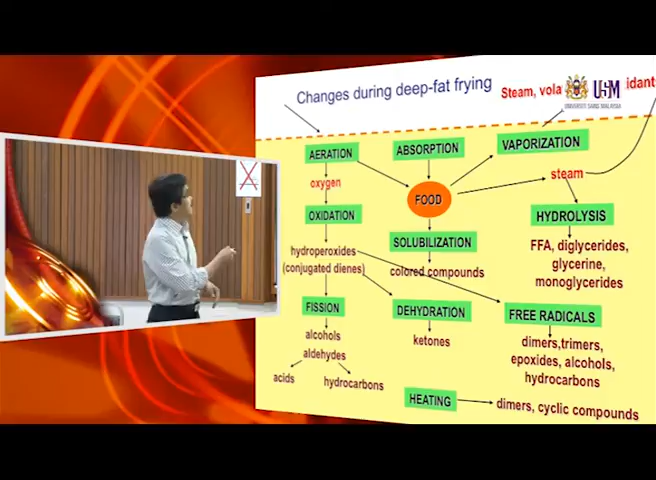 Changes during deep-fat frying
Steam, vola
idant
USM
UNIVERSITI SAINS MALAYSIA
AERATION
ABSORPTION
VAPORIZATION
oxygen
steam
FOOD
OXIDATION
HYDROLYSIS
SOLUBILIZATION
hydroperoxides
(conjugated dienes)
colored compounds
FFA, diglycerides,
glycerine,
monoglycerides
FISSION
DEHYDRATION
FREE RADICALS
alcohols
aldehydes
ketones
dimers,trimers,
epoxides, alcohols,
hydrocarbons
acids
hydrocarbons
HEATING
dimers, cyclic compounds